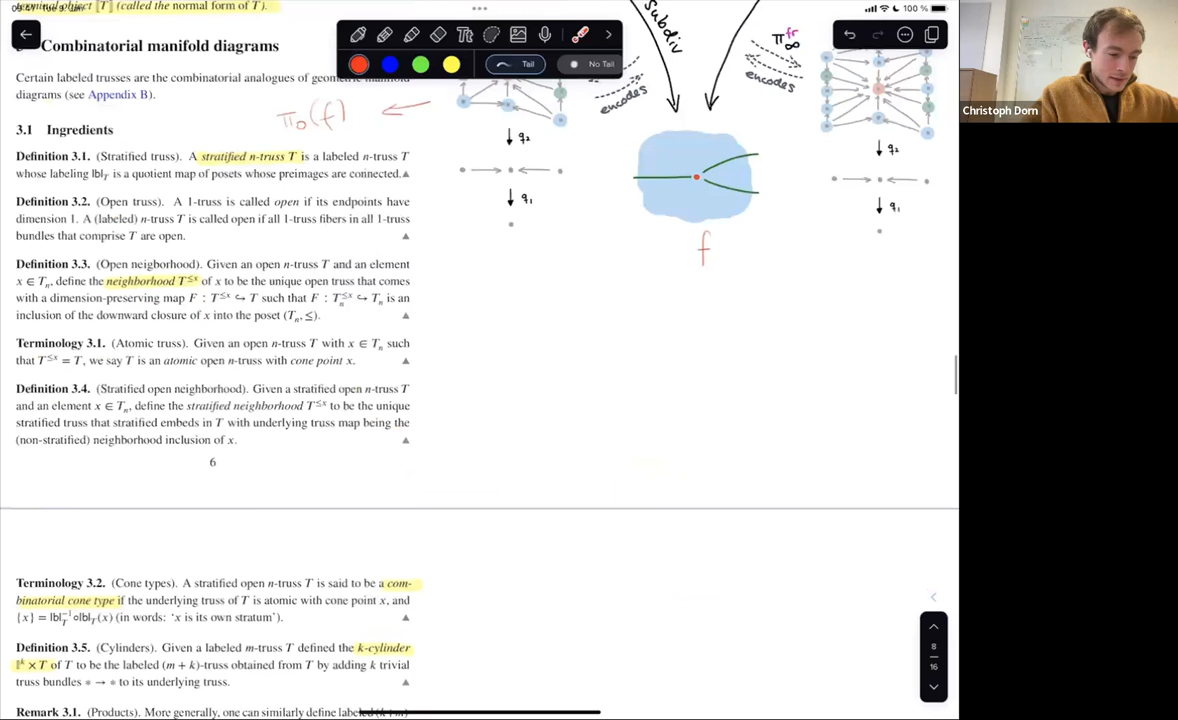 terminal object ⟦T⟧ (called the normal form of T).
100 %
Combinatorial manifold diagrams
Certain labeled trusses are the combinatorial analogues of
diagrams (see Appendix B).
π₀(f) ←
3.1 Ingredients
Definition 3.1. (Stratified truss). A stratified n-truss T is a labeled n-truss T
whose labeling lbl_T is a quotient map of posets whose preimages are connected.▲
Definition 3.2. (Open truss). A 1-truss is called open if its endpoints have
dimension 1. A (labeled) n-truss T is called open if all 1-truss fibers in all 1-truss
bundles that comprise T are open. ▲
Definition 3.3. (Open neigborhood). Given an open n-truss T and an element
x ∈ T_n, define the neighborhood T^{≤x} of x to be the unique open truss that comes
with a dimension-preserving map F : T^{≤x} ↪ T such that F : T_n^{≤x} ↪ T_n is an
inclusion of the downward closure of x into the poset (T_n, ≤). ▲
Terminology 3.1. (Atomic truss). Given an open n-truss T with x ∈ T_n such
that T^{≤x} = T, we say T is an atomic open n-truss with cone point x. ▲
Definition 3.4. (Stratified open neighborhood). Given a stratified open n-truss T
and an element x ∈ T_n, define the stratified neighborhood T^{≤x} to be the unique
stratified truss that stratified embeds in T with underlying truss map being the
(non-stratified) neighborhood inclusion of x. ▲
6
Terminology 3.2. (Cone types). A stratified open n-truss T is said to be a com-
binatorial cone type if the underlying truss of T is atomic with cone point x, and
{x} = lbl_T^{-1} ∘lbl_T(x) (in words: ‘x is its own stratum’). ▲
Definition 3.5. (Cylinders). Given a labeled m-truss T defined the k-cylinder
𝕀^k × T of T to be the labeled (m + k)-truss obtained from T by adding k trivial
truss bundles * → * to its underlying truss. ▲
Remark 3.1. (Products). More generally, one can similarly define labeled (k + m)
Tt
Tail
No Tail
subdiv
π^{fr}_∞
encodes
encodes
q₂
q₁
q₂
q₁
f
8
16
Christoph Dorn